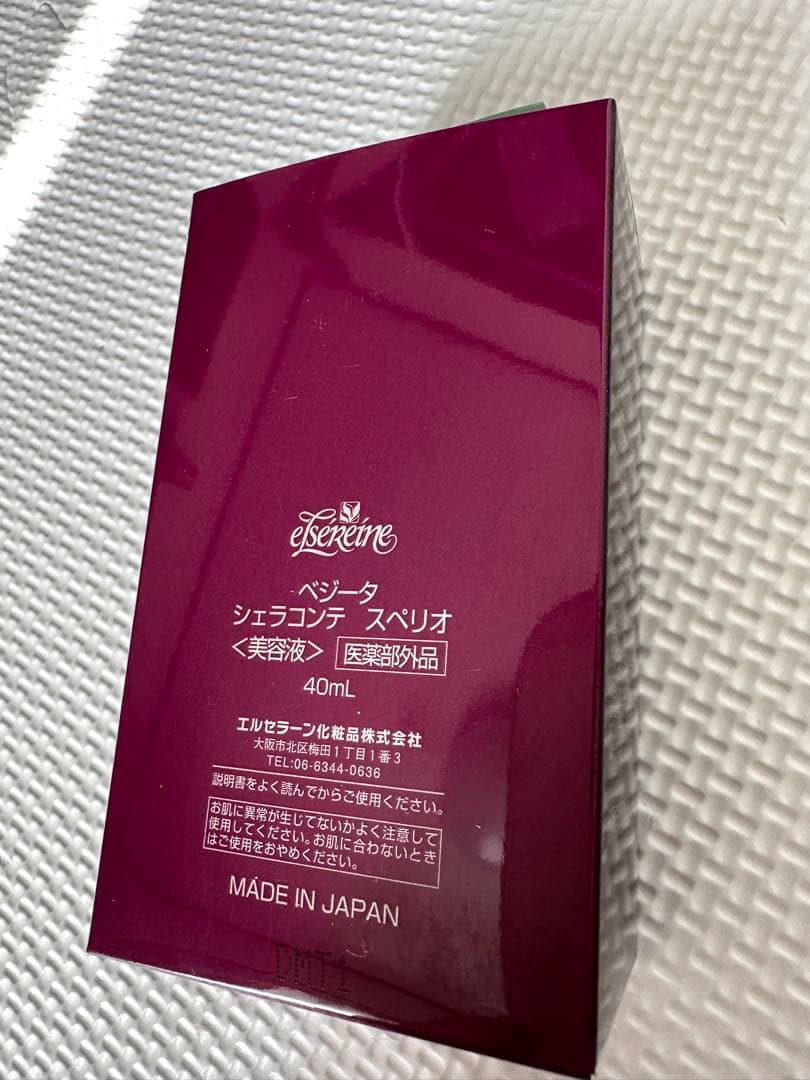 elsereine
ベジータ
シェラコンテ スペリオ
<美容液> 医薬部外品
40mL
エルセラーン化粧品株式会社
大阪市北区梅田1丁目1番3
TEL:06-6344-0636
説明書をよく読んでからご使用ください。
お肌に異常が生じてないかよく注意して
使用してください。お肌に合わないとき
はご使用をおやめください。
MADE IN JAPAN